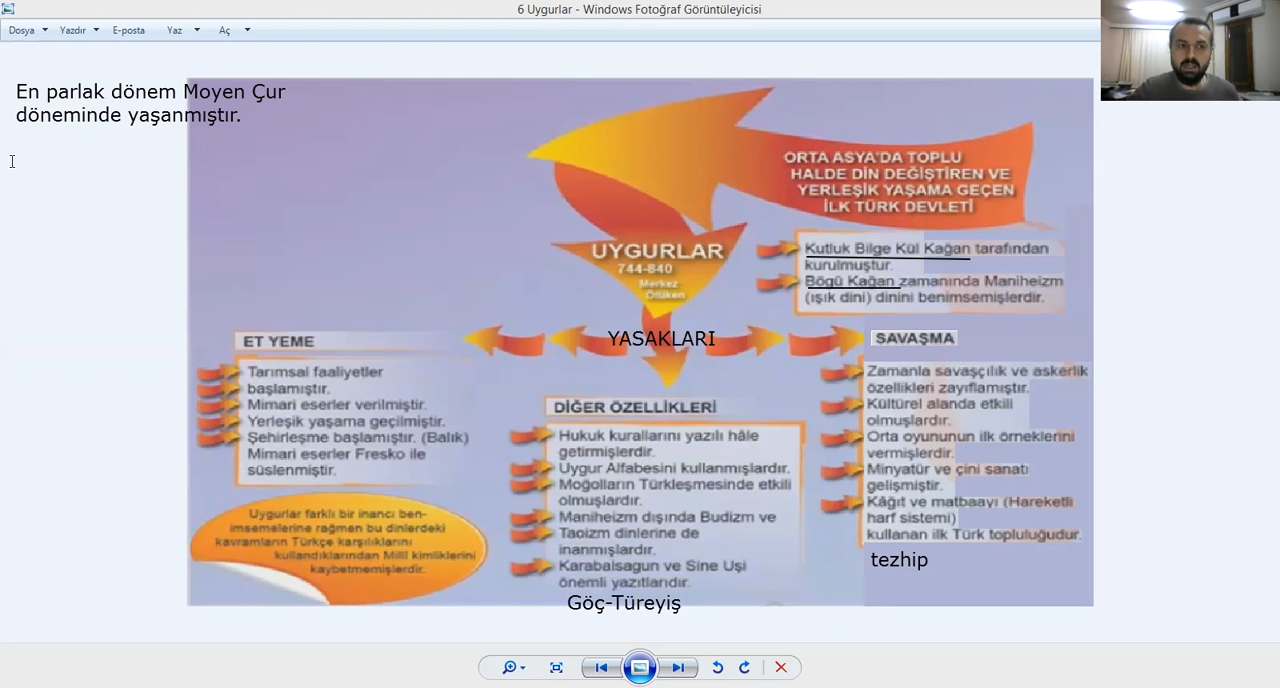 6 Uygurlar - Windows Fotoğraf Görüntüleyicisi
Dosya Yazdır E-posta Yaz Aç
En parlak dönem Moyen Çur
döneminde yaşanmıştır.
ORTA ASYA'DA TOPLU
HALDE DİN DEĞİŞTİREN VE
YERLEŞİK YAŞAMA GEÇEN
İLK TÜRK DEVLETİ
UYGURLAR
744-840
Merkez
Ötüken
Kutluk Bilge Kül Kağan tarafından
kurulmuştur.
Bögü Kağan zamanında Maniheizm
(ışık dini) dinini benimsemişlerdir.
YASAKLARI
ET YEME
Tarımsal faaliyetler
başlamıştır.
Mimari eserler verilmiştir.
Yerleşik yaşama geçilmiştir.
Şehirleşme başlamıştır. (Balık)
Mimari eserler Fresko ile
süslenmiştir.
Uygurlar farklı bir inancı ben-
imsemelerine rağmen bu dinlerdeki
kavramların Türkçe karşılıklarını
kullandıklarından Millî kimliklerini
kaybetmemişlerdir.
DİĞER ÖZELLİKLERİ
Hukuk kurallarını yazılı hâle
getirmişlerdir.
Uygur Alfabesini kullanmışlardır.
Moğolların Türkleşmesinde etkili
olmuşlardır.
Maniheizm dışında Budizm ve
Taoizm dinlerine de
inanmışlardır.
Karabalsagun ve Sine Uşi
önemli yazıtlarıdır.
Göç-Türeyiş
SAVAŞMA
Zamanla savaşçılık ve askerlik
özellikleri zayıflamıştır.
Kültürel alanda etkili
olmuşlardır.
Orta oyununun ilk örneklerini
vermişlerdir.
Minyatür ve çini sanatı
gelişmiştir.
Kâğıt ve matbaayı (Hareketli
harf sistemi)
kullanan ilk Türk topluluğudur.
tezhip